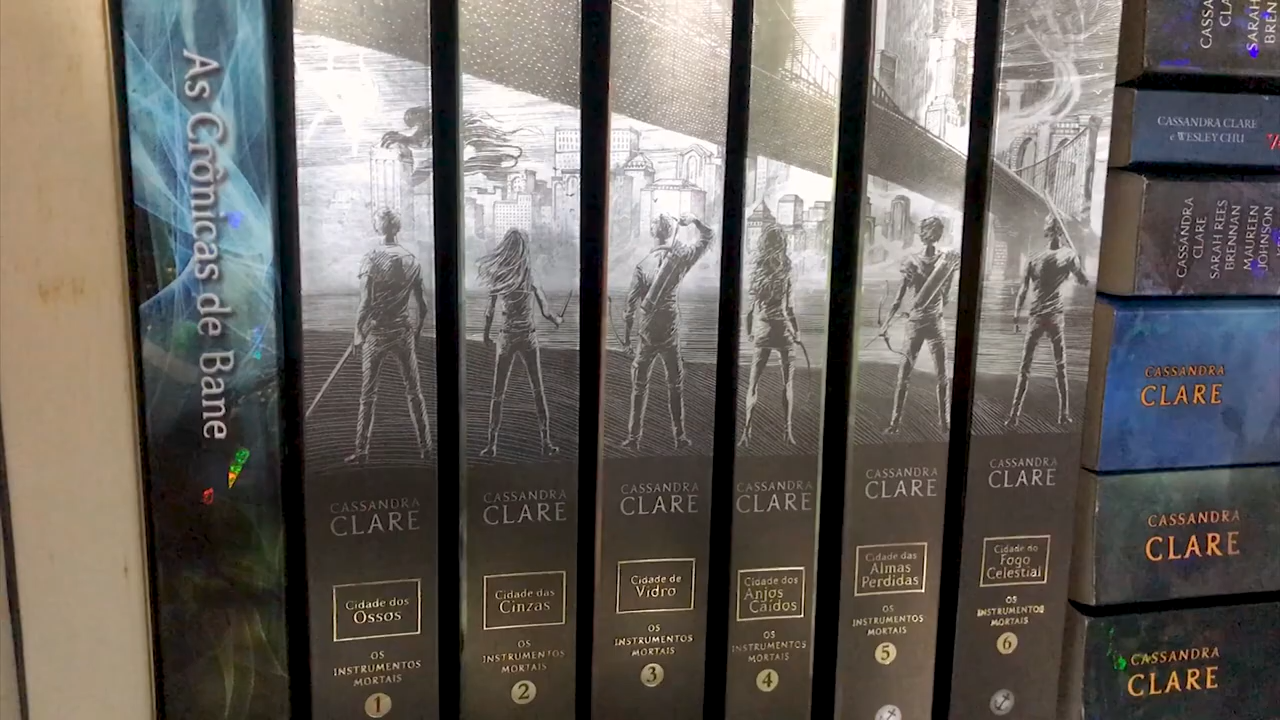 As Crônicas de Bane
CASSANDRA
CLARE
Cidade dos
Ossos
OS
INSTRUMENTOS
MORTAIS
1
CASSANDRA
CLARE
Cidade das
Cinzas
OS
INSTRUMENTOS
MORTAIS
2
CASSANDRA
CLARE
Cidade de
Vidro
OS
INSTRUMENTOS
MORTAIS
3
CASSANDRA
CLARE
Cidade dos
Anjos
Caídos
OS
INSTRUMENTOS
MORTAIS
4
CASSANDRA
CLARE
Cidade das
Almas
Perdidas
OS
INSTRUMENTOS
MORTAIS
5
CASSANDRA
CLARE
Cidade do
Fogo
Celestial
OS
INSTRUMENTOS
MORTAIS
6
CASSANDRA CLARE
e WESLEY CHU
CASSANDRA
CLARE
SARAH REES
BRENNAN
MAUREEN
JOHNSON
CASSANDRA
CLARE
CASSANDRA
CLARE
CASSANDRA
CLARE